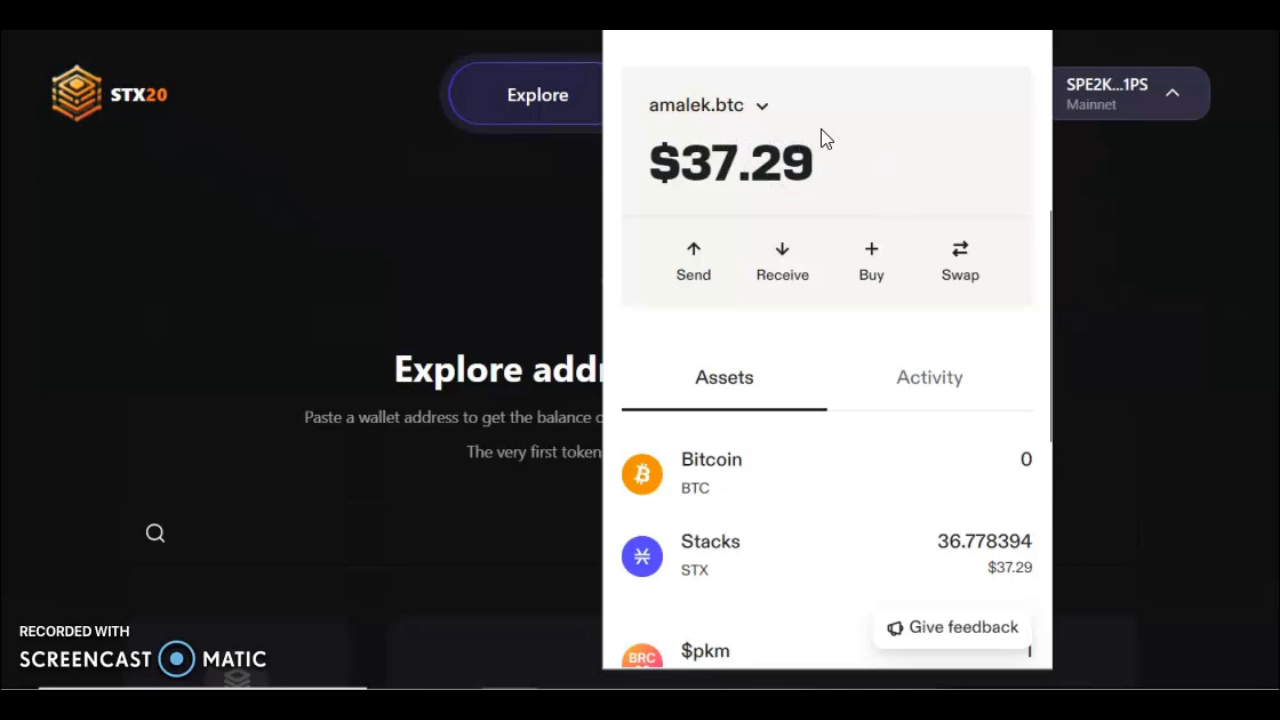 STX20
Explore
SPE2K...1PS
Mainnet
amalek.btc
$37.29
Send
Receive
Buy
Swap
Explore
Paste a wallet address to get the balance
The very first token
Assets
Activity
Bitcoin
0
BTC
Stacks
36.778394
STX
$37.29
Give feedback
BRC
$pkm
1
RECORDED WITH
SCREENCAST MATIC